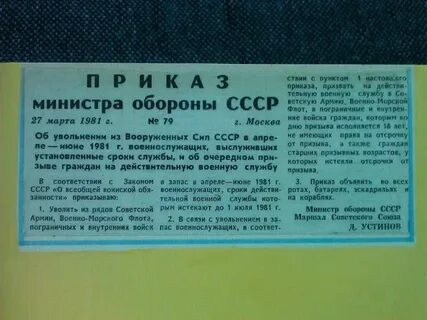 ПРИКАЗ
министра обороны СССР
27 марта 1981 г. № 79 г. Москва
Об увольнении из Вооруженных Сил СССР в апре-
ле — июне 1981 г. военнослужащих, выслуживших
установленные сроки службы, и об очередном при-
зыве граждан на действительную военную службу
В соответствии с Законом
СССР «О всеобщей воинской обя-
занности» приказываю:
1. Уволить из рядов Советской
Армии, Военно-Морского Флота,
пограничных и внутренних войск
в запас в апреле—июне 1981 г.
военнослужащих, сроки действи-
тельной военной службы которых
истекают до 1 июля 1981 г.
2. В связи с увольнением в за-
пас военнослужащих, в соответ-
ствии с пунктом 1 настоящего
приказа, призвать на действи-
тельную военную службу в Со-
ветскую Армию, Военно-Морской
Флот, в пограничные и внутрен-
ние войска граждан, которым ко
дню призыва исполняется 18 лет,
не имеющих права на отсрочку
от призыва, а также граждан
старших призывных возрастов, у
которых истекли отсрочки от
призыва.
3. Приказ объявить во всех
ротах, батареях, эскадрильях и
на кораблях.
Министр обороны СССР
Маршал Советского Союза
Д. УСТИНОВ